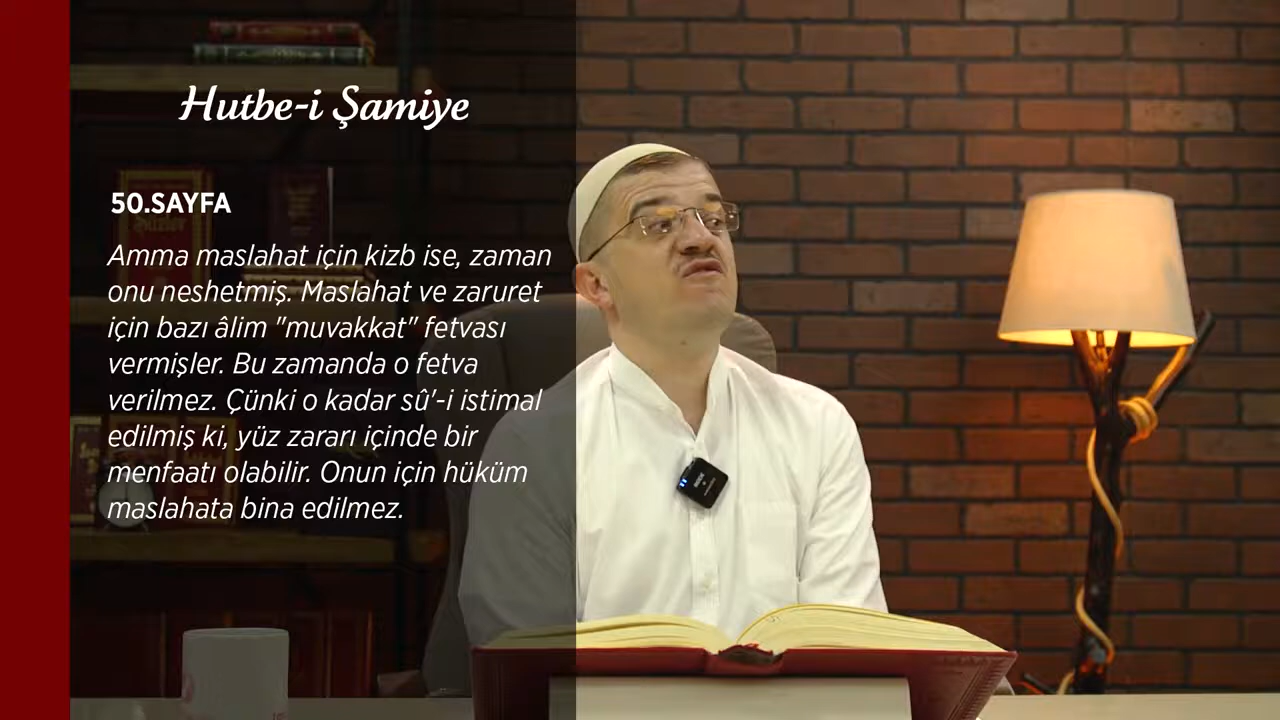 Hutbe-i Şamiye
50.SAYFA
Amma maslahat için kizb ise, zaman
onu neshetmiş. Maslahat ve zaruret
için bazı âlim "muvakkat" fetvası
vermişler. Bu zamanda o fetva
verilmez. Çünki o kadar sû'-i istimal
edilmiş ki, yüz zararı içinde bir
menfaatı olabilir. Onun için hüküm
maslahata bina edilmez.